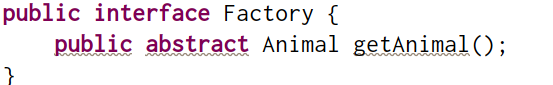 public interface Factory {
    public abstract Animal getAnimal();
}